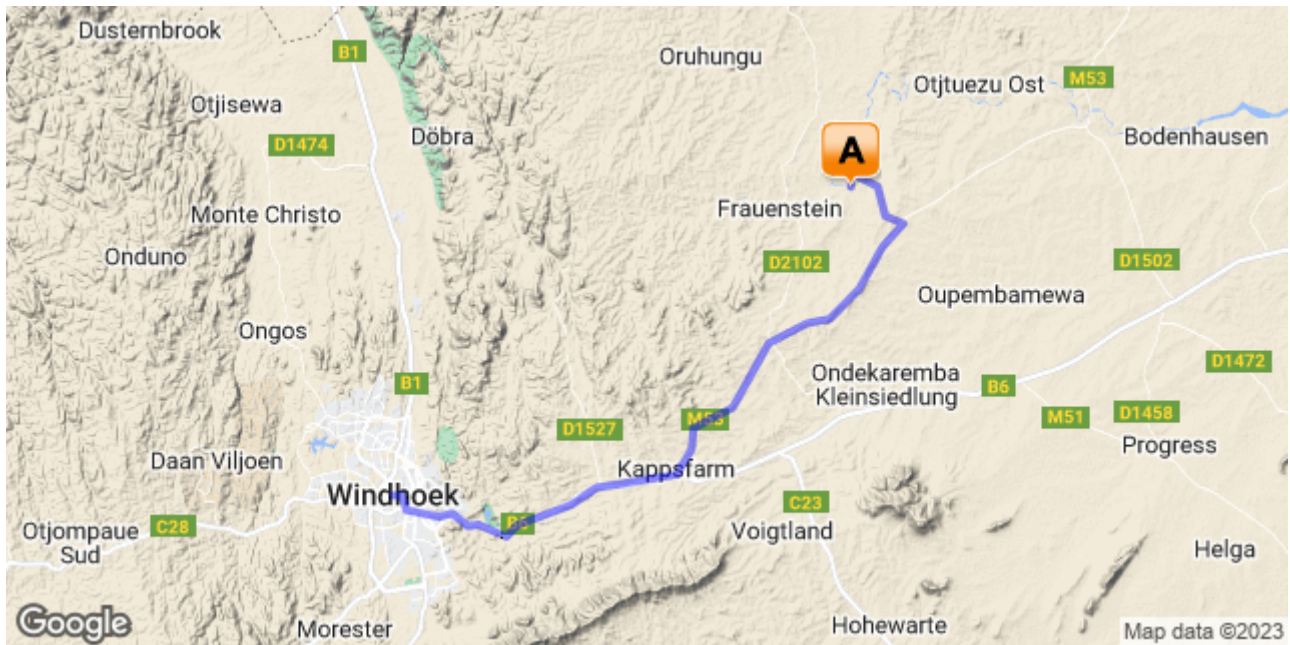 Dusternbrook
B1
Oruhungu
Otjtuezu Ost
M53
Otjisewa
Döbra
Bodenhausen
D1474
A
Monte Christo
Frauenstein
Onduno
D2102
D1502
Oupembamewa
Ongos
B1
Ondekaremba
Kleinsiedlung
D1472
B6
D1527
M53
M51
D1458
Progress
Daan Viljoen
Kappsfarm
Windhoek
Otjompaue
Sud
C28
B6
C23
Voigtland
Helga
Google
Morester
Hohewarte
Map data ©2023